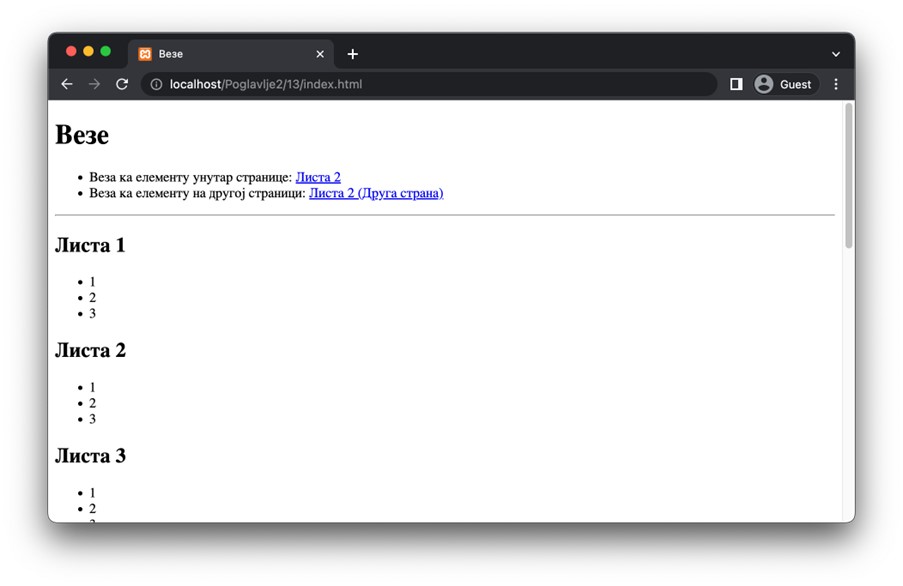 Везе
localhost/Poglavlje2/13/index.html
Guest
Везе
Веза ка елементу унутар странице: Листа 2
Веза ка елементу на другој страници: Листа 2 (Друга страна)
Листа 1
1
2
3
Листа 2
1
2
3
Листа 3
1
2